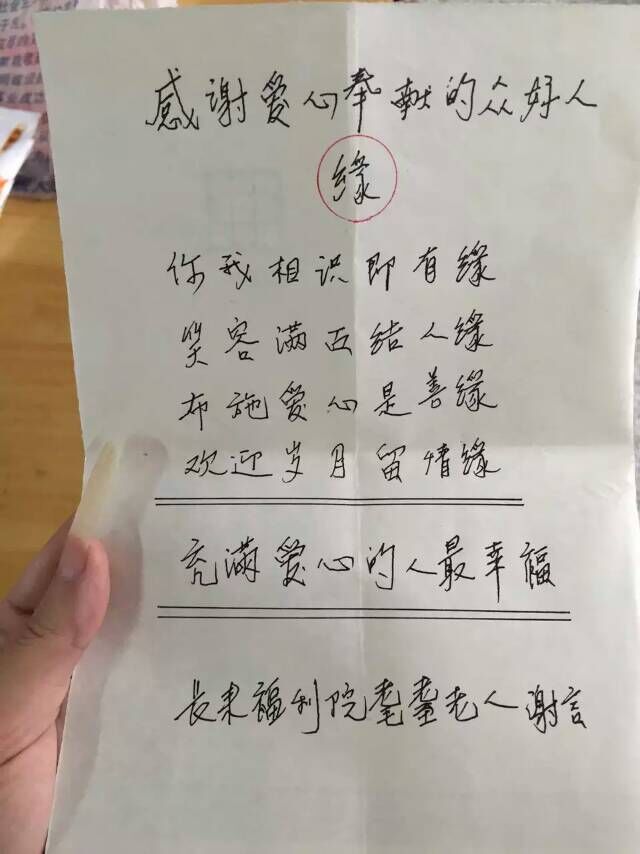 感谢爱心奉献的众好人
缘
你我相识即有缘
笑容满面结人缘
布施爱心是善缘
欢迎岁月留情缘
充满爱心的人最幸福
长来福利院耄耋老人谢言